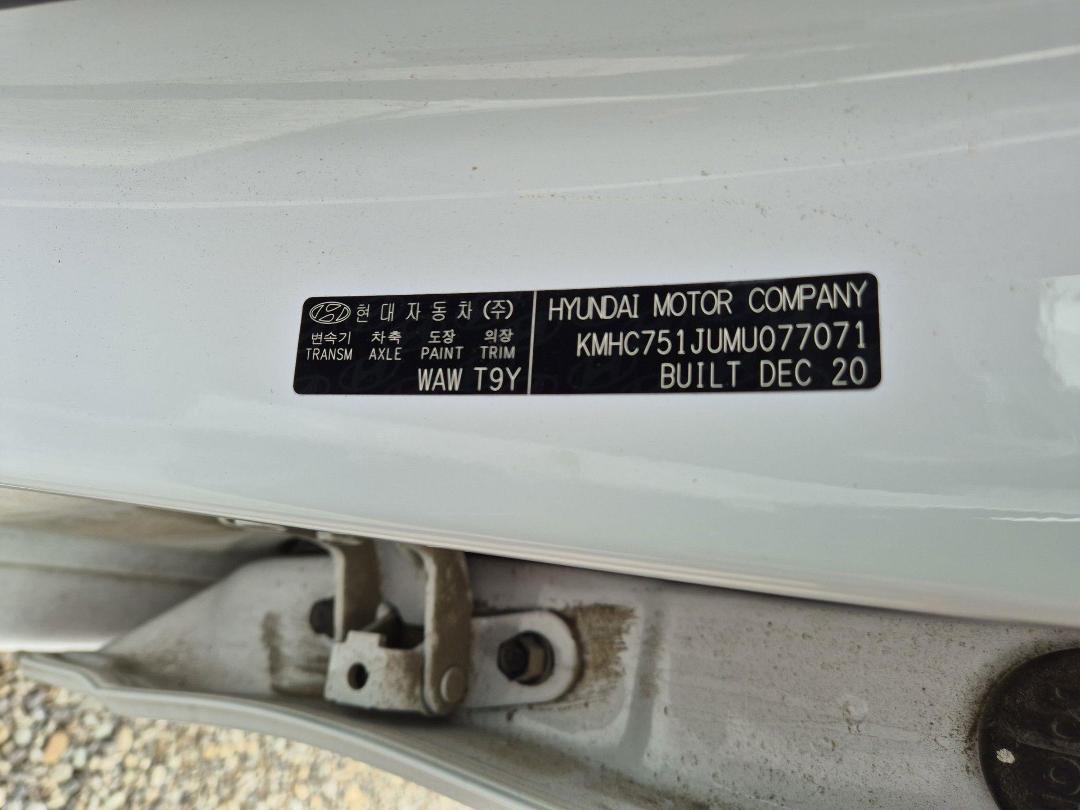 현대자동차(주)
변속기 차축 도장 의장
TRANSM AXLE PAINT TRIM
WAW T9Y
HYUNDAI MOTOR COMPANY
KMHC751JUMU077071
BUILT DEC 20